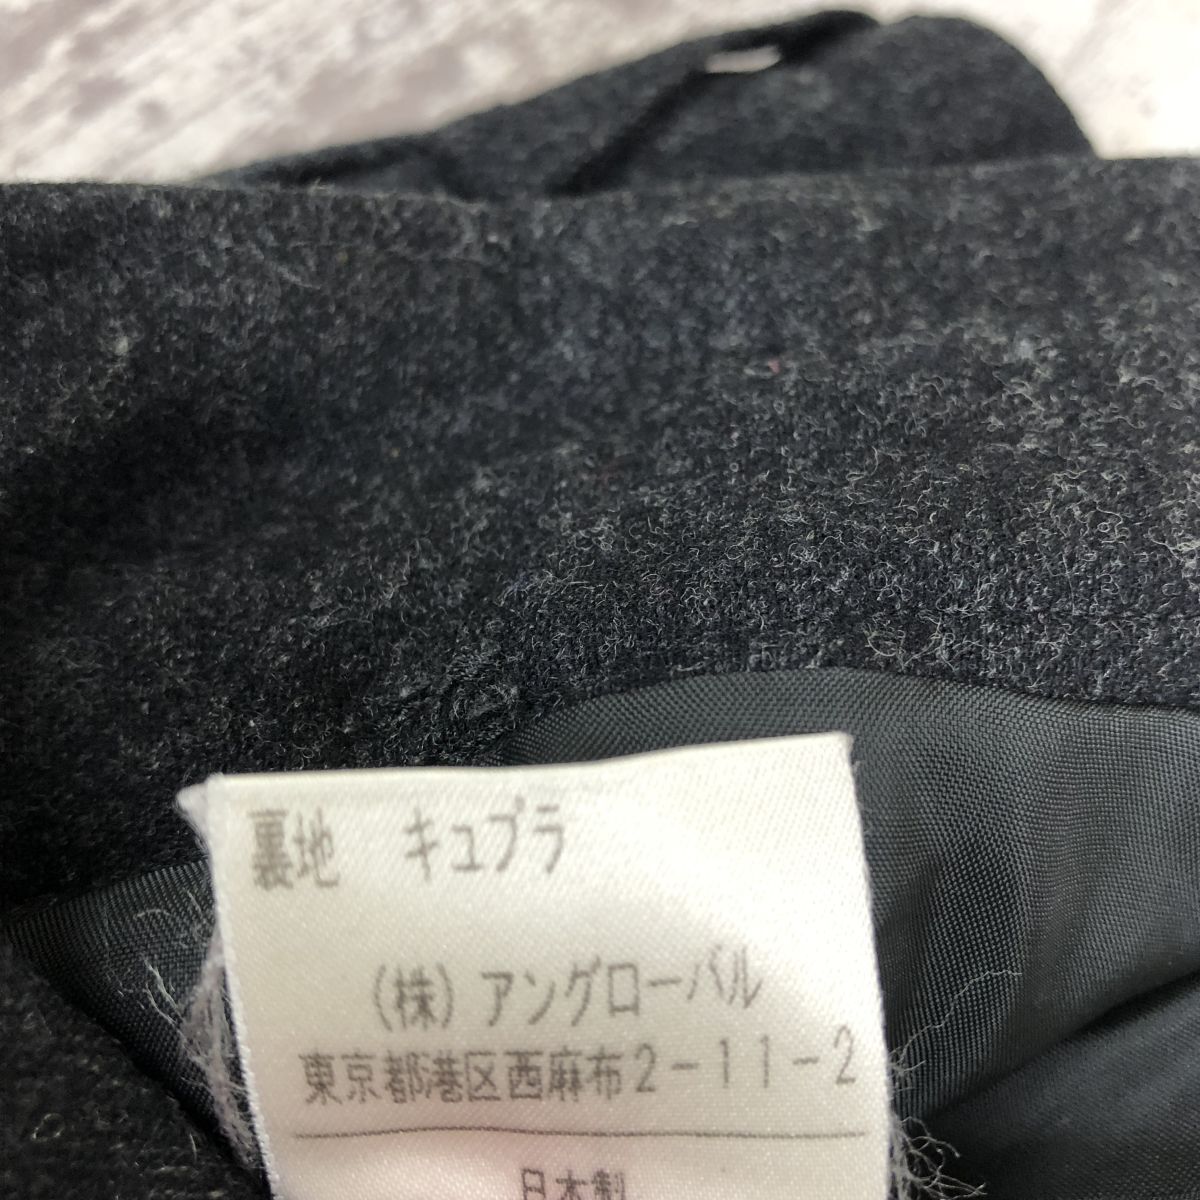 裏地　キュプラ
(株)アングローバル
東京都港区西麻布2-11-2
日本製